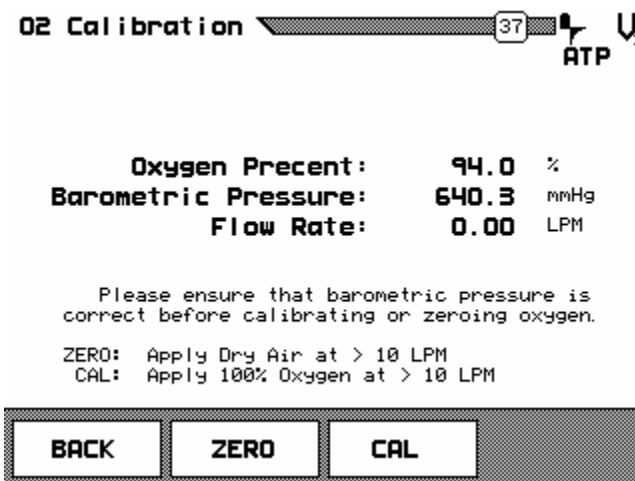 O2 Calibration 37
ATP
Oxygen Precent: 94.0 %
Barometric Pressure: 640.3 mmHg
Flow Rate: 0.00 LPM
Please ensure that barometric pressure is
correct before calibrating or zeroing oxygen.
ZERO: Apply Dry Air at > 10 LPM
CAL: Apply 100% Oxygen at > 10 LPM
BACK ZERO CAL